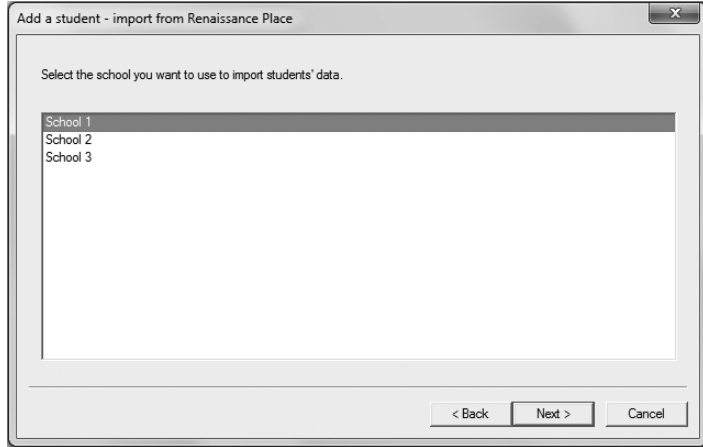 Add a student - import from Renaissance Place
x
Select the school you want to use to import students' data.
School 1
School 2
School 3
< Back
Next >
Cancel